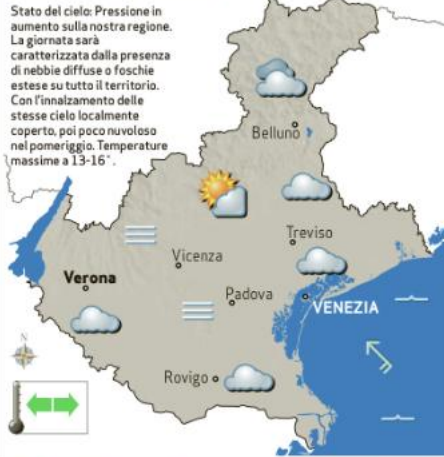 Stato del cielo: Pressione in
aumento sulla nostra regione.
La giornata sarà
caratterizzata dalla presenza
di nebbie diffuse o foschie
estese su tutto il territorio.
Con l'innalzamento delle
stesse cielo localmente
coperto, poi poco nuvoloso
nel pomeriggio. Temperature
massime a 13-16°.
Belluno
Treviso
Vicenza
Verona
Padova
VENEZIA
N
Rovigo